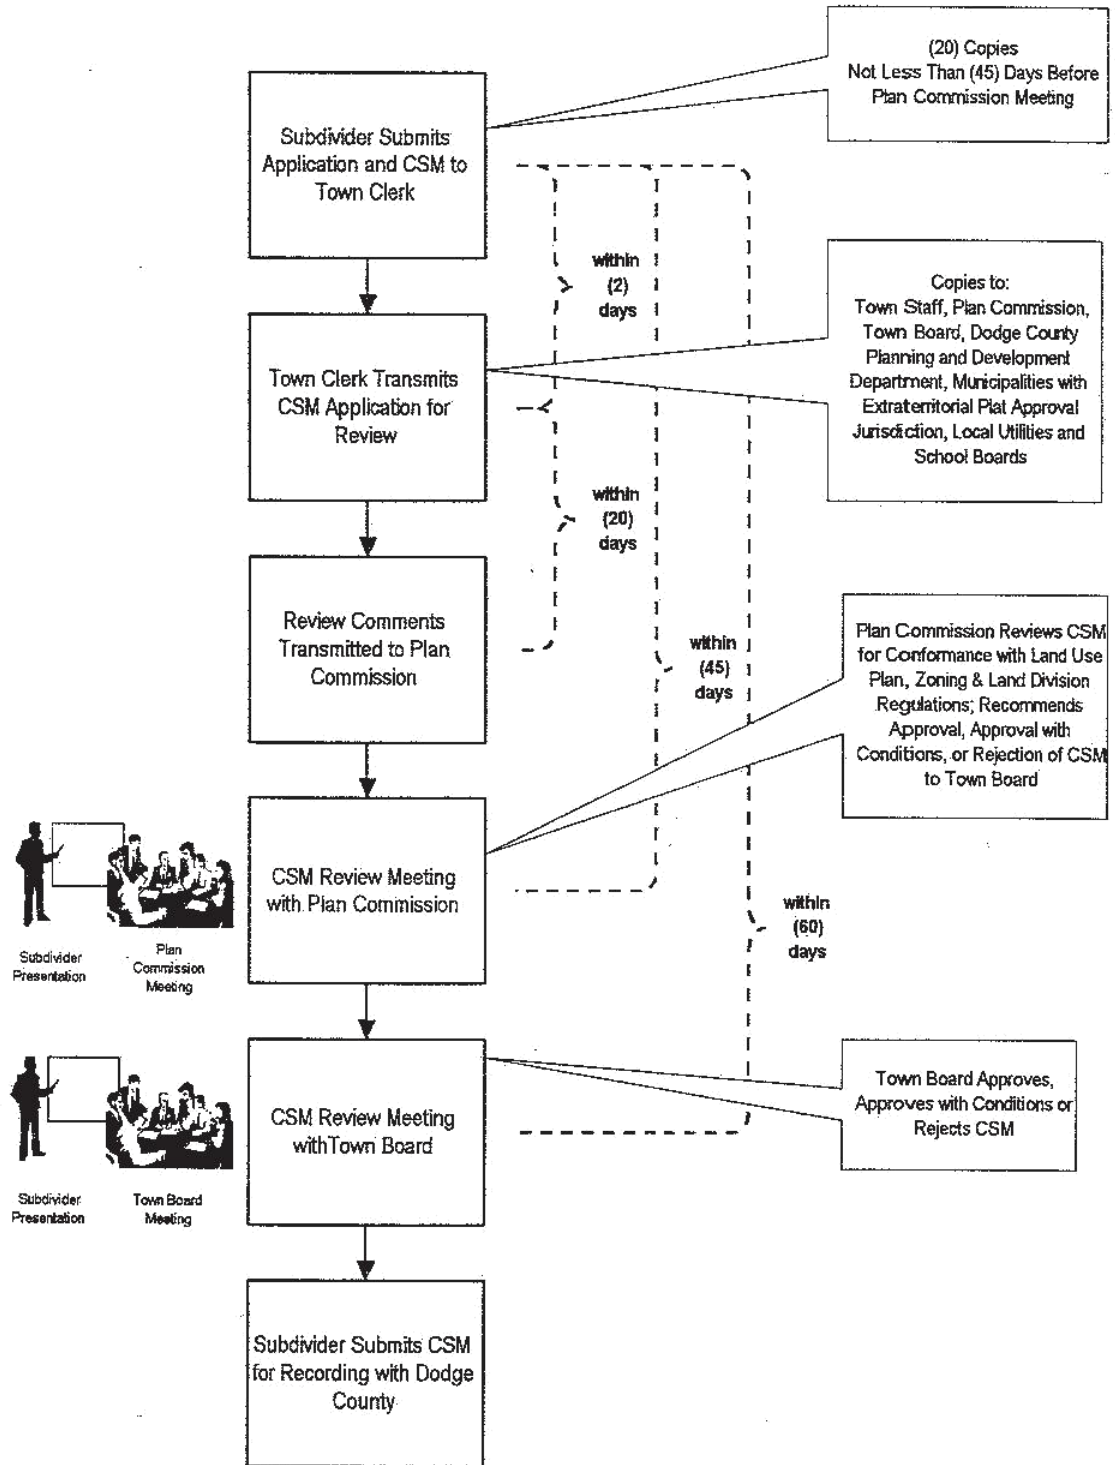 (20) Copies
Not Less Than (45) Days Before
Plan Commission Meeting
Subdivider Submits
Application and CSM to
Town Clerk
within
(2)
days
Copies to:
Town Staff, Plan Commission,
Town Board, Dodge County
Planning and Development
Department, Municipalities with
Extraterritorial Plat Approval
Jurisdiction, Local Utilities and
School Boards
Town Clerk Transmits
CSM Application for
Review
within
(20)
days
Review Comments
Transmitted to Plan
Commission
within
(45)
days
Plan Commission Reviews CSM
for Conformance with Land Use
Plan, Zoning & Land Division
Regulations; Recommends
Approval, Approval with
Conditions, or Rejection of CSM
to Town Board
CSM Review Meeting
with Plan Commission
Subdivider
Presentation
Plan
Commission
Meeting
within
(60)
days
CSM Review Meeting
withTown Board
Town Board Approves,
Approves with Conditions or
Rejects CSM
Subdivider
Presentation
Town Board
Meeting
Subdivider Submits CSM
for Recording with Dodge
County